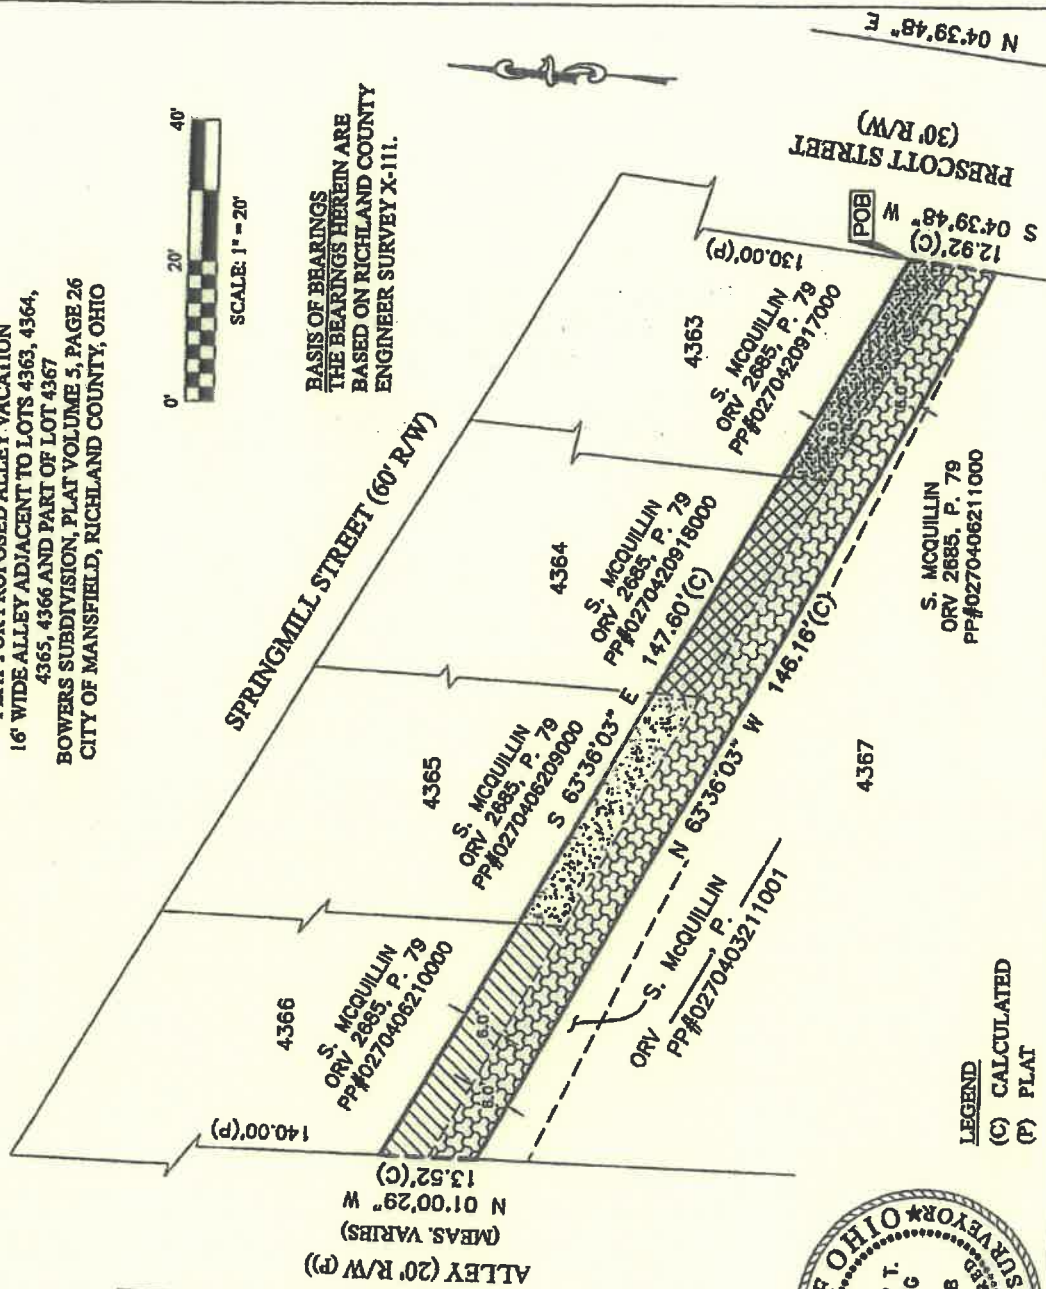 16' WIDE ALLEY ADJACENT TO LOTS 4363, 4364,
4365, 4366 AND PART OF LOT 4367
BOWERS SUBDIVISION, PLAT VOLUME 5, PAGE 26
CITY OF MANSFIELD, RICHLAND COUNTY, OHIO
0' 20' 40'
SCALE: 1" = 20'
BASIS OF BEARINGS
THE BEARINGS HEREIN ARE
BASED ON RICHLAND COUNTY
ENGINEER SURVEY X-111.
N 04°39'48" E
PRESCOTT STREET
(30' R/W)
POB
S 04°39'48" W
12.92'(C)
130.00'(P)
SPRINGMILL STREET (60' R/W)
4363
S. MCQUILLIN
ORV 2685, P. 79
PP#0270420917000
4364
S. MCQUILLIN
ORV 2685, P. 79
PP#0270420918000
4365
S. MCQUILLIN
ORV 2685, P. 79
PP#0270406209000
4366
S. MCQUILLIN
ORV 2685, P. 79
PP#0270406210000
S 63°36'03" E 147.60'(C)
N 63°36'03" W 146.16'(C)
6.0'
8.0'
6.0'
140.00'(P)
13.52'(C)
N 01°00'29" W
(MEAS. VARIES)
ALLEY (20' R/W (P))
S. MCQUILLIN
ORV , P.
PP#0270403211001
4367
S. MCQUILLIN
ORV 2685, P. 79
PP#0270406211000
LEGEND
(C) CALCULATED
(P) PLAT
OIHO
SURVEYOR